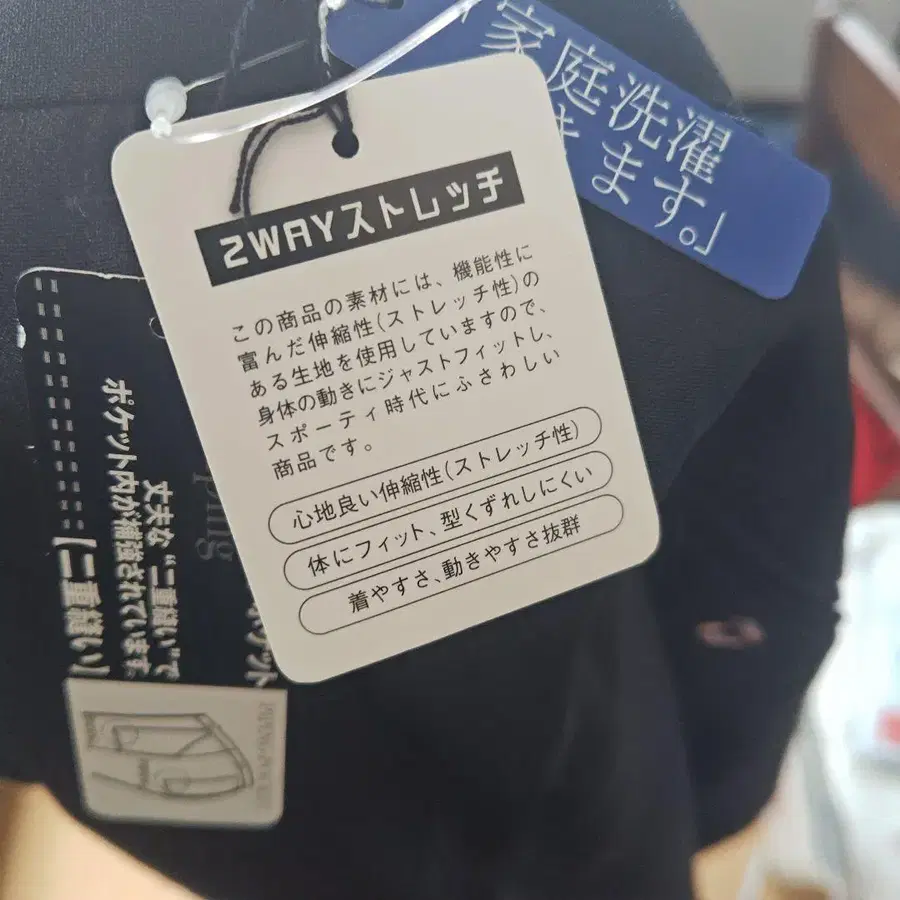 「家庭洗濯
ます。」
2WAYストレッチ
この商品の素材には、機能性に
富んだ伸縮性(ストレッチ性)の
ある生地を使用していますので、
身体の動きにジャストフィットし、
スポーティ時代にふさわしい
商品です。
心地良い伸縮性(ストレッチ性)
体にフィット、型くずれしにくい
着やすさ、動きやすさ抜群
ポケット内が補強されています。
丈夫な“二重縫い”で
【二重縫い】